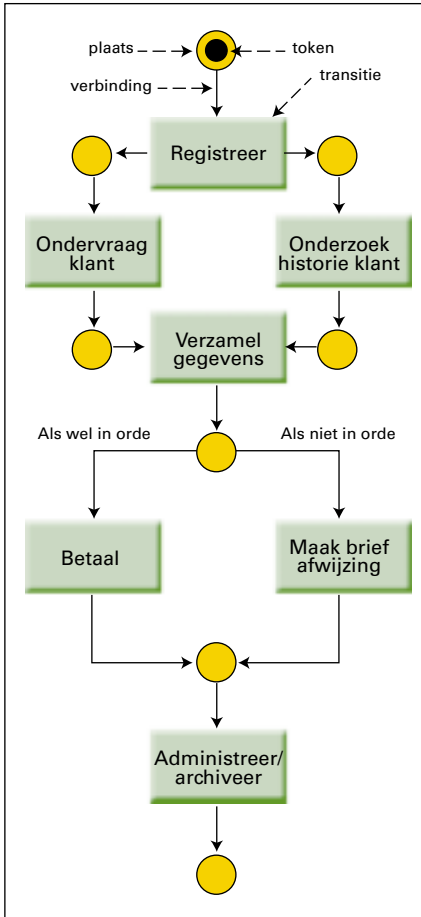 plaats
token
verbinding
transitie
Registreer
Ondervraag
klant
Onderzoek
historie klant
Verzamel
gegevens
Als wel in orde
Als niet in orde
Betaal
Maak brief
afwijzing
Administreer/
archiveer